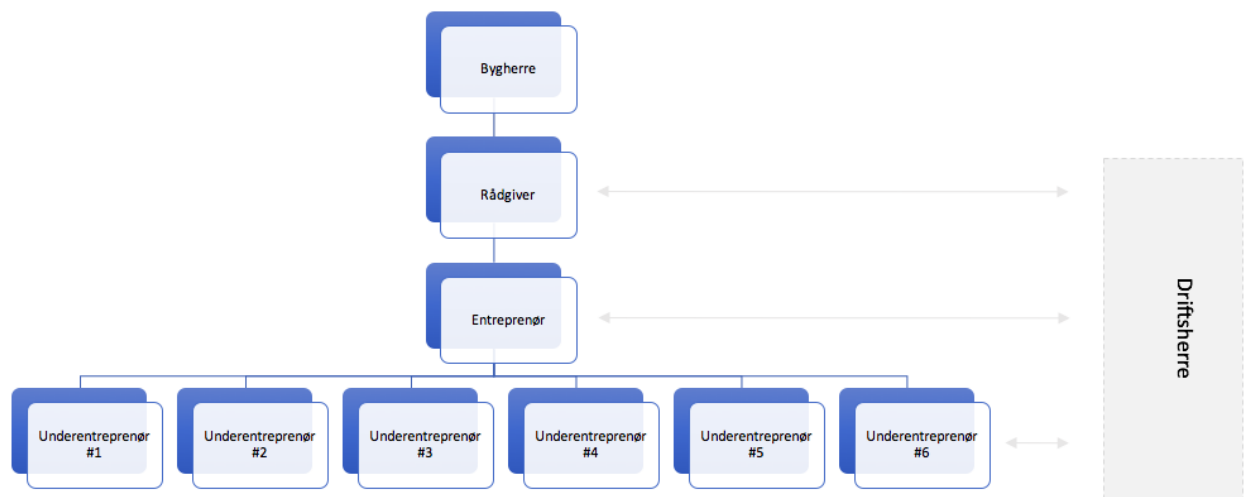 Bygherre
Rådgiver
Entreprenør
Driftsherre
Underentreprenør
#1
Underentreprenør
#2
Underentreprenør
#3
Underentreprenør
#4
Underentreprenør
#5
Underentreprenør
#6